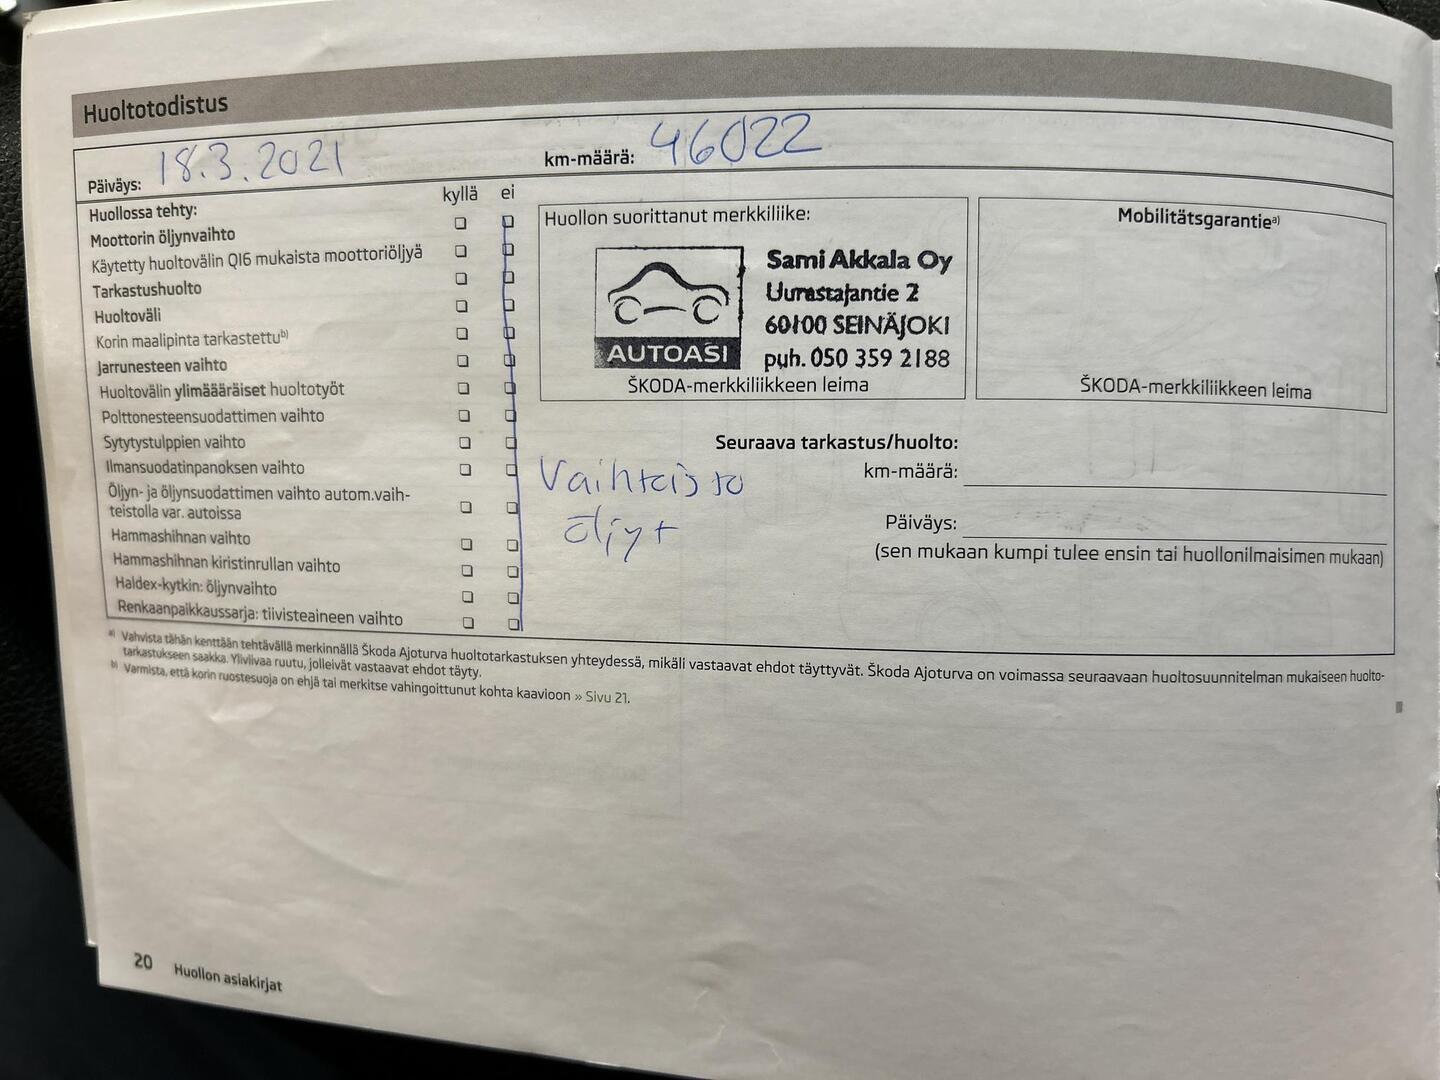 Huoltotodistus
Päiväys: 18.3.2021
km-määrä: 46022
kyllä ei
Huollossa tehty:
Moottorin öljynvaihto
Käytetty huoltovälin QI6 mukaista moottoriöljyä
Tarkastushuolto
Huoltoväli
Korin maalipinta tarkastettu b)
Jarrunesteen vaihto
Huoltovälin ylimääräiset huoltotyöt
Polttonesteensuodattimen vaihto
Sytytystulppien vaihto
Ilmansuodatinpanoksen vaihto
Öljyn- ja öljynsuodattimen vaihto autom.vaih-
teistolla var. autoissa
Hammashihnan vaihto
Hammashihnan kiristinrullan vaihto
Haldex-kytkin: öljynvaihto
Renkaanpaikkaussarja: tiivisteaineen vaihto
Huollon suorittanut merkkiliike:
AUTOASI
Sami Akkala Oy
Uurastajantie 2
60100 SEINÄJOKI
puh. 050 359 2188
ŠKODA-merkkiliikkeen leima
Mobilitätsgarantie a)
ŠKODA-merkkiliikkeen leima
Seuraava tarkastus/huolto:
km-määrä:
Vaihteisto
öljyt
Päiväys:
(sen mukaan kumpi tulee ensin tai huollonilmaisimen mukaan)
a) Vahvista tähän kenttään tehtävällä merkinnällä Škoda Ajoturva huoltotarkastuksen yhteydessä, mikäli vastaavat ehdot täyttyvät. Škoda Ajoturva on voimassa seuraavaan huoltosuunnitelman mukaiseen huolto-
tarkastukseen saakka. Yliviivaa ruutu, jolleivät vastaavat ehdot täyty.
b) Varmista, että korin ruostesuoja on ehjä tai merkitse vahingoittunut kohta kaavioon » Sivu 21.
20 Huollon asiakirjat